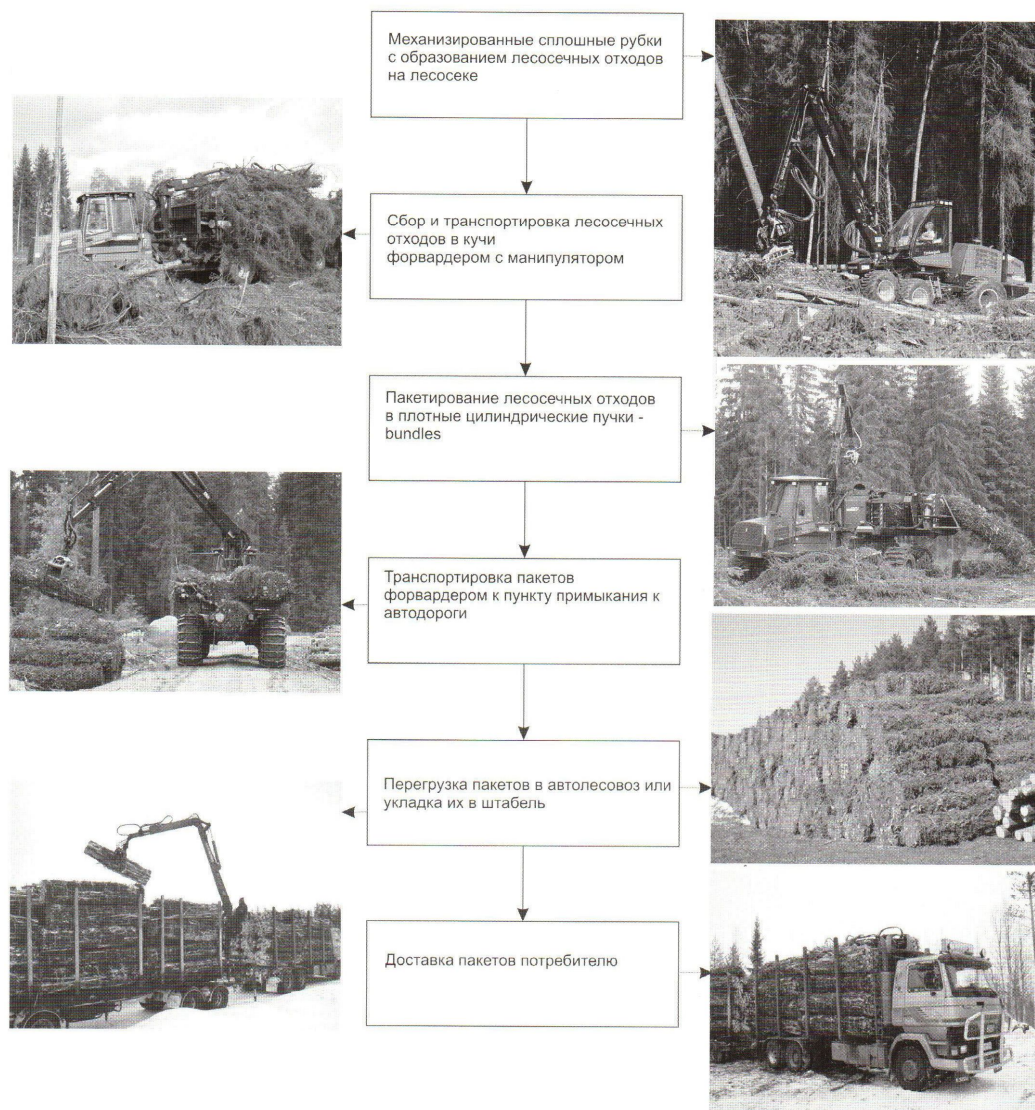 Механизированные сплошные рубки
с образованием лесосечных отходов
на лесосеке
Сбор и транспортировка лесосечных
отходов в кучи
форвардером с манипулятором
Пакетирование лесосечных отходов
в плотные цилиндрические пучки -
bundles
Транспортировка пакетов
форвардером к пункту примыкания к
автодороги
Перегрузка пакетов в автолесовоз или
укладка их в штабель
Доставка пакетов потребителю